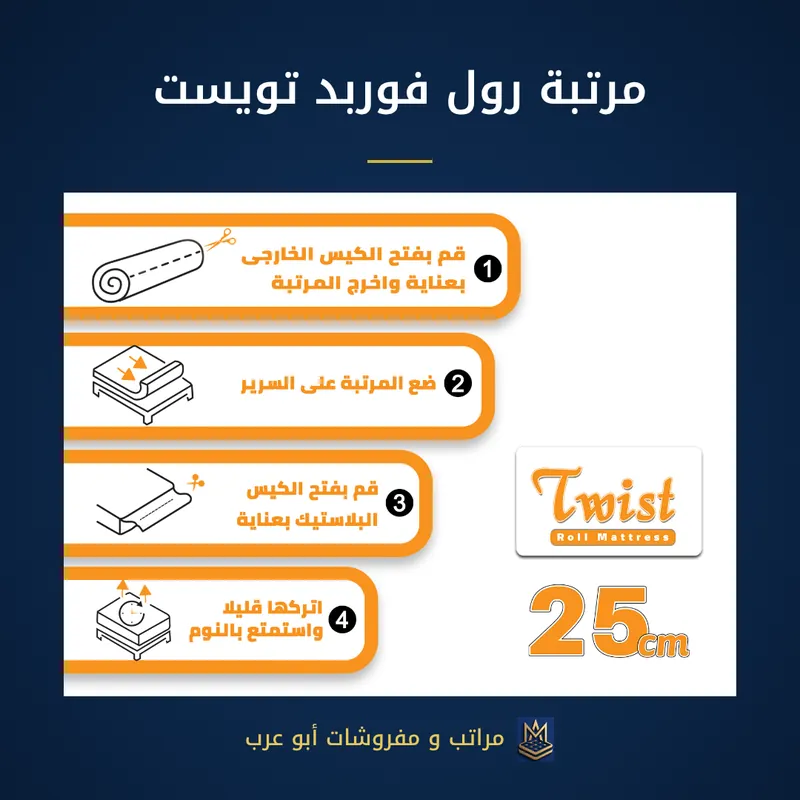 مرتبة رول فوربد تويست
1
قم بفتح الكيس الخارجى
بعناية واخرج المرتبة
2
ضع المرتبة على السرير
3
قم بفتح الكيس
البلاستيك بعناية
4
اتركها قليلا
واستمتع بالنوم
Twist
Roll Mattress
25cm
مراتب و مفروشات أبو عرب